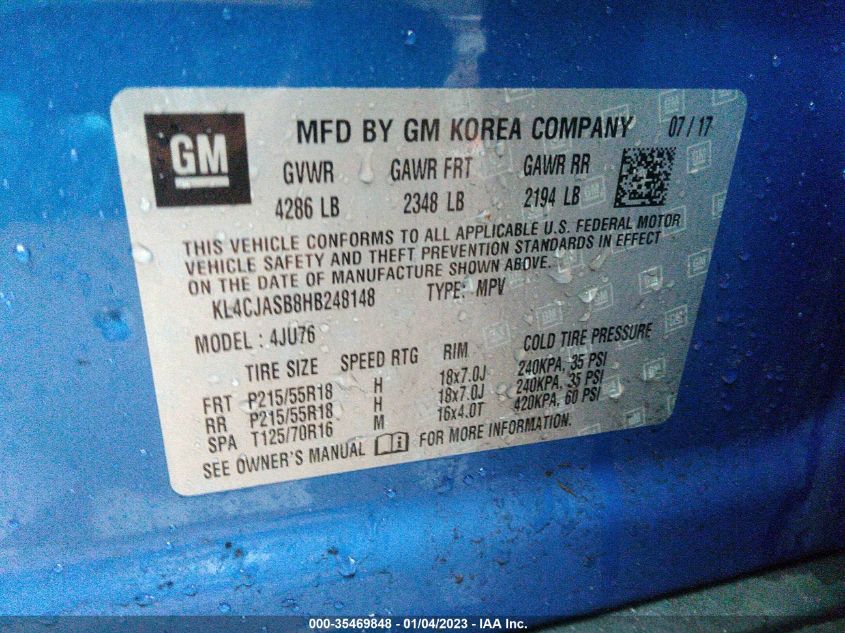 GM
MFD BY GM KOREA COMPANY 07/17
GVWR GAWR FRT GAWR RR
4286 LB 2348 LB 2194 LB
THIS VEHICLE CONFORMS TO ALL APPLICABLE U.S. FEDERAL MOTOR
VEHICLE SAFETY AND THEFT PREVENTION STANDARDS IN EFFECT
ON THE DATE OF MANUFACTURE SHOWN ABOVE.
KL4CJASB8HB248148 TYPE: MPV
MODEL : 4JU76
TIRE SIZE SPEED RTG RIM COLD TIRE PRESSURE
FRT P215/55R18 H 18x7.0J 240KPA, 35 PSI
RR P215/55R18 H 18x7.0J 240KPA, 35 PSI
SPA T125/70R16 M 16x4.0T 420KPA, 60 PSI
SEE OWNER'S MANUAL FOR MORE INFORMATION.
000-35469848 - 01/04/2023 - IAA Inc.